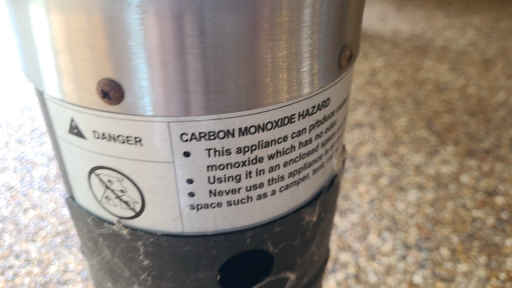 DANGER
CARBON MONOXIDE HAZARD
• This appliance can produce
monoxide which has no
• Using it in an enclosed
• Never use this appliance
space such as a camper,